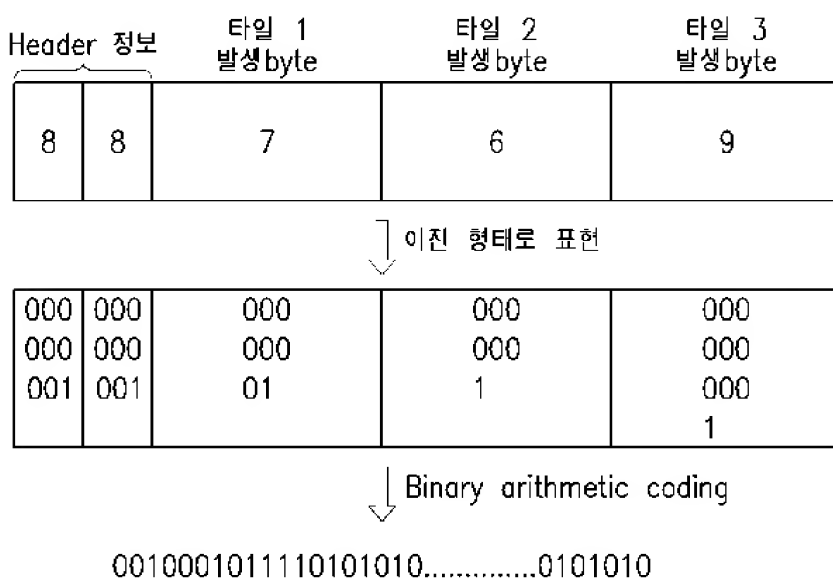 Header 정보
타일 1
발생byte
타일 2
발생byte
타일 3
발생byte
8 8 7 6 9
이진 형태로 표현
000 000 000 000 000
000 000 000 000 000
001 001 01 1 000
1
Binary arithmetic coding
0010001011110101010.............0101010